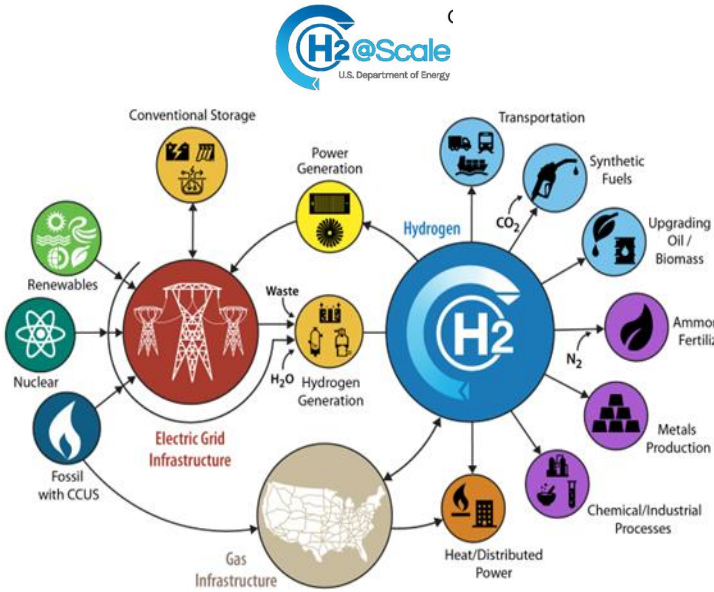 H2@Scale
U.S. Department of Energy
Conventional Storage
Power
Generation
Transportation
Synthetic
Fuels
Hydrogen
CO2
Upgrading
Oil /
Biomass
Renewables
Waste
H2
N2
Nuclear
H2O
Hydrogen
Generation
Electric Grid
Infrastructure
Metals
Production
Fossil
with CCUS
Chemical/Industrial
Processes
Gas
Infrastructure
Heat/Distributed
Power